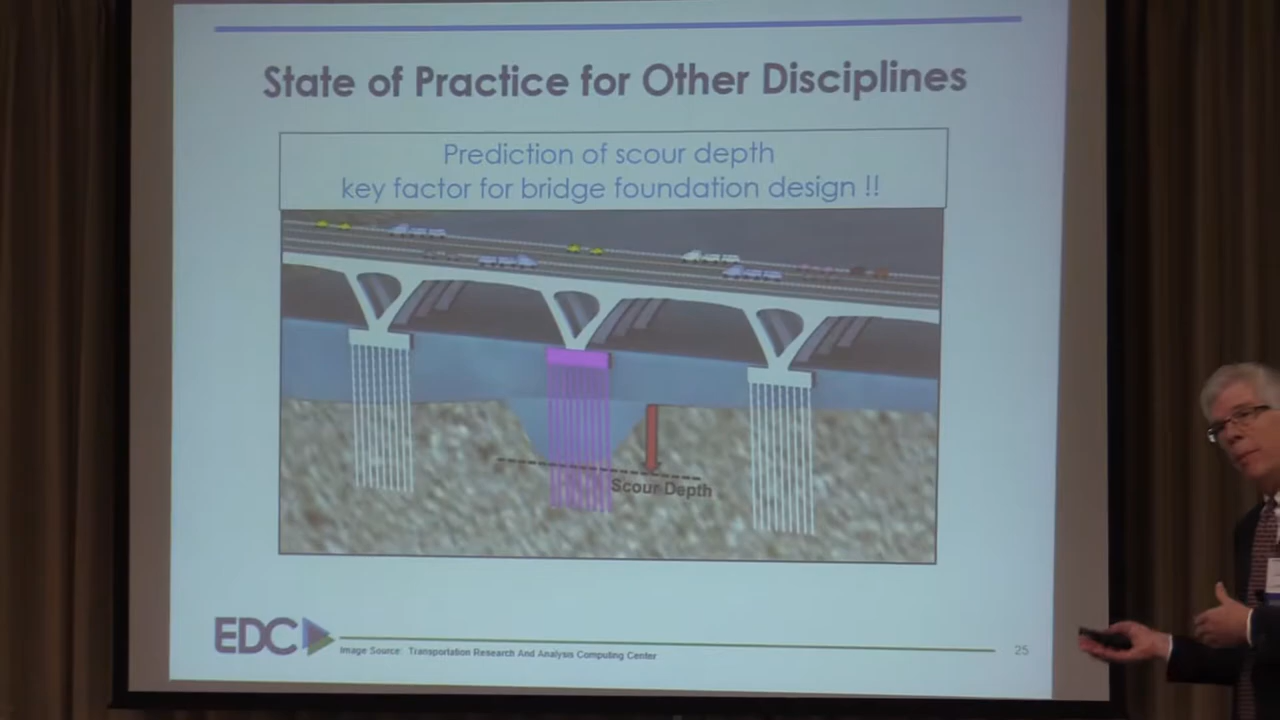 State of Practice for Other Disciplines
Prediction of scour depth
key factor for bridge foundation design !!
Scour Depth
EDC
Image Source: Transportation Research And Analysis Computing Center
25